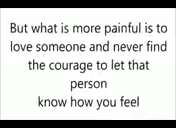 But what is more painful is to
love someone and never find
the courage to let that
person
know how you feel